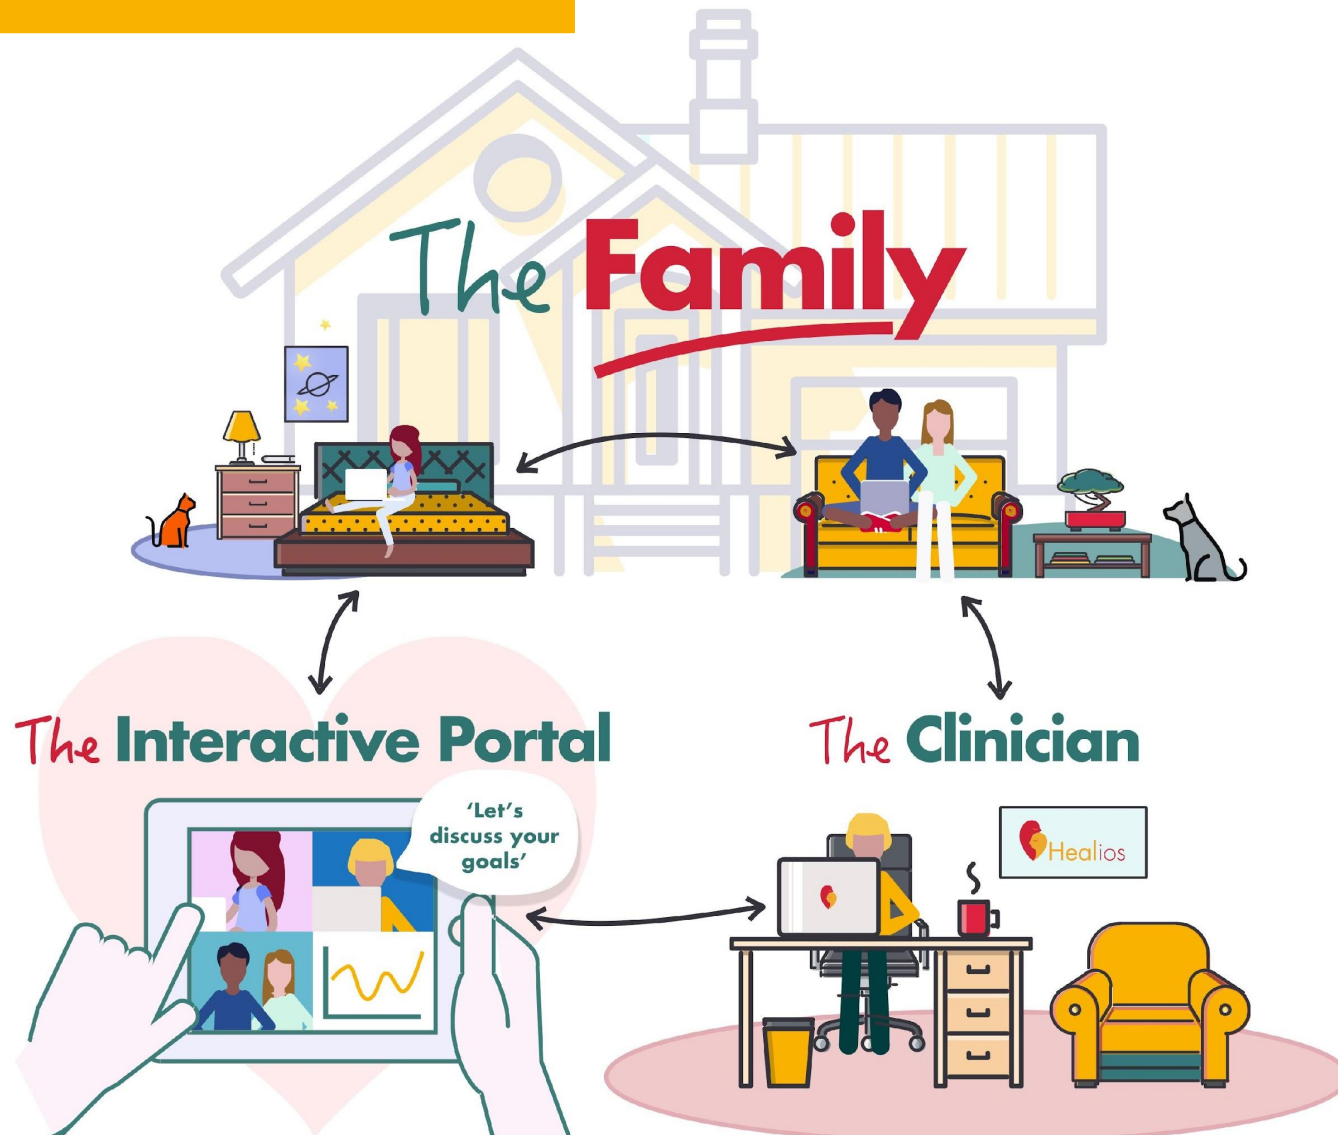 The Family
The Interactive Portal
The Clinician
‘Let’s
discuss your
goals’
Healios